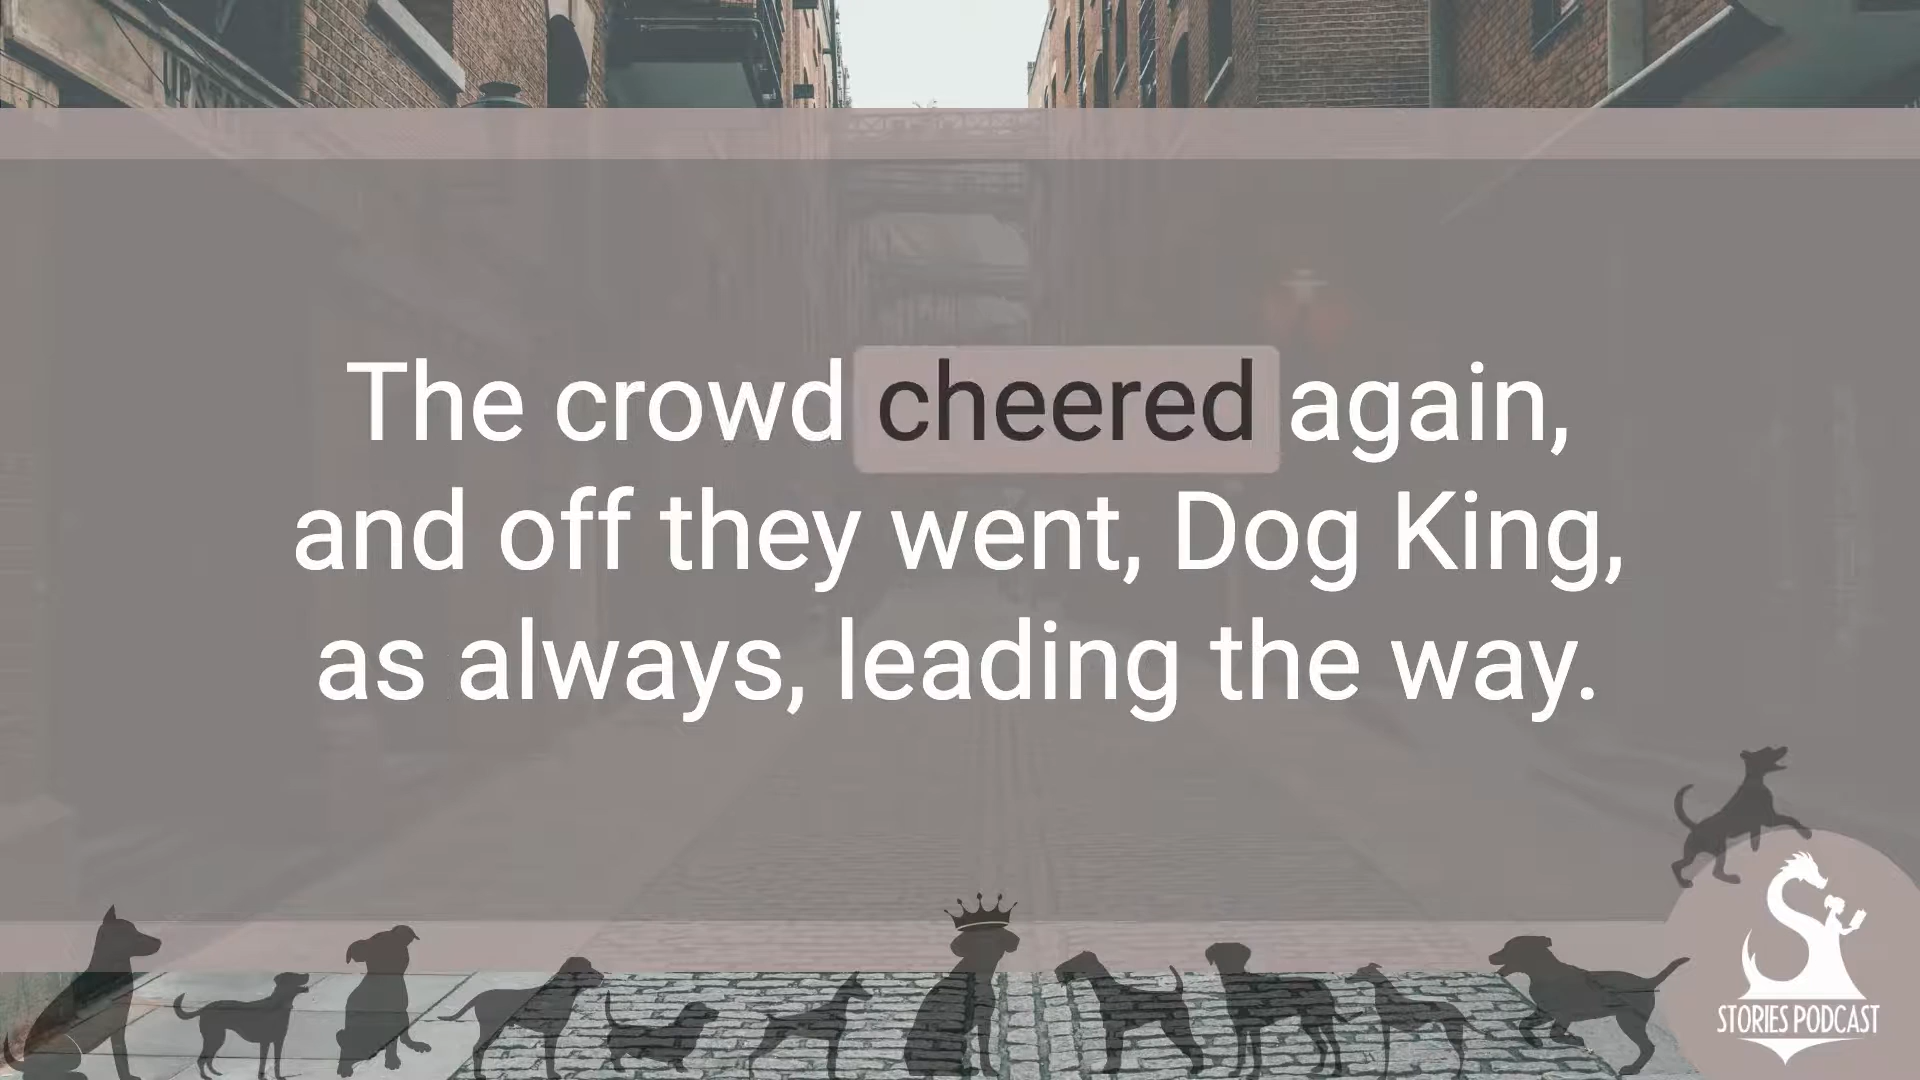 The crowd cheered again,
and off they went, Dog King,
as always, leading the way.
STORIES PODCAST